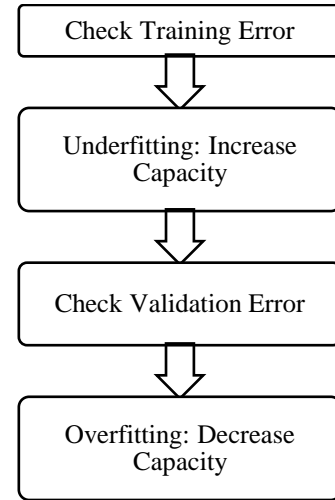 Check Training Error
Underfitting: Increase
Capacity
Check Validation Error
Overfitting: Decrease
Capacity